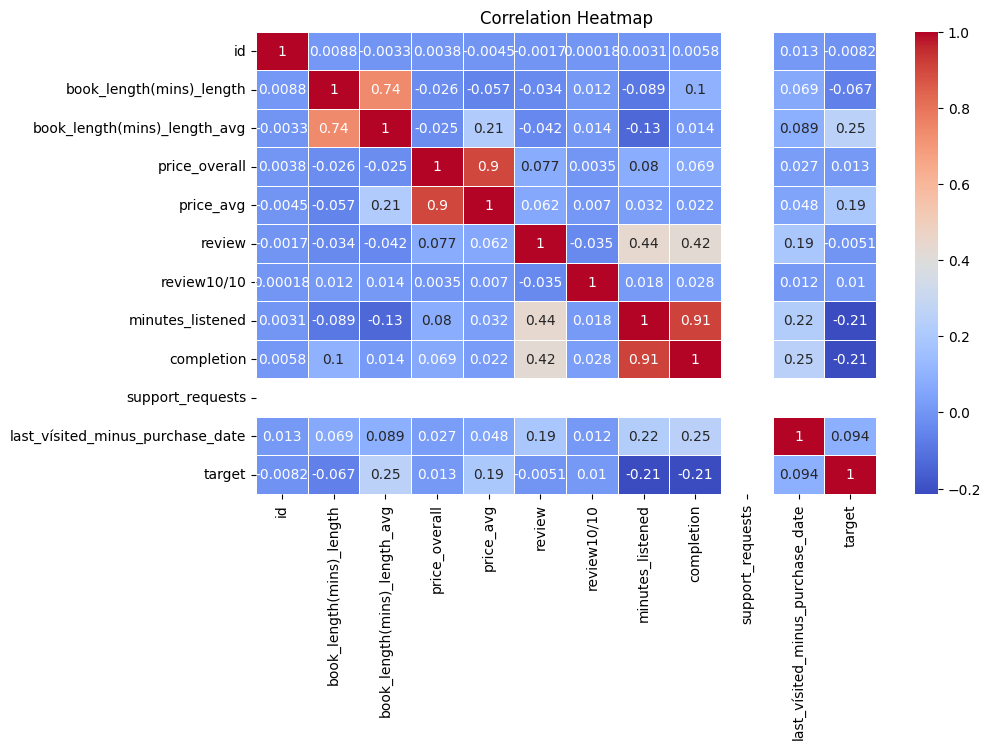 Correlation Heatmap
id 1 0.0088 -0.0033 0.0038 -0.0045 -0.0017 0.00018 0.0031 0.0058 0.013 -0.0082
book_length(mins)_length 0.0088 1 0.74 -0.026 -0.057 -0.034 0.012 -0.089 0.1 0.069 -0.067
book_length(mins)_length_avg -0.0033 0.74 1 -0.025 0.21 -0.042 0.014 -0.13 0.014 0.089 0.25
price_overall 0.0038 -0.026 -0.025 1 0.9 0.077 0.0035 0.08 0.069 0.027 0.013
price_avg -0.0045 -0.057 0.21 0.9 1 0.062 0.007 0.032 0.022 0.048 0.19
review -0.0017 -0.034 -0.042 0.077 0.062 1 -0.035 0.44 0.42 0.19 -0.0051
review10/10 0.00018 0.012 0.014 0.0035 0.007 -0.035 1 0.018 0.028 0.012 0.01
minutes_listened 0.0031 -0.089 -0.13 0.08 0.032 0.44 0.018 1 0.91 0.22 -0.21
completion 0.0058 0.1 0.014 0.069 0.022 0.42 0.028 0.91 1 0.25 -0.21
support_requests
last_vísited_minus_purchase_date 0.013 0.069 0.089 0.027 0.048 0.19 0.012 0.22 0.25 1 0.094
target -0.0082 -0.067 0.25 0.013 0.19 -0.0051 0.01 -0.21 -0.21 0.094 1
id
book_length(mins)_length
book_length(mins)_length_avg
price_overall
price_avg
review
review10/10
minutes_listened
completion
support_requests
last_vísited_minus_purchase_date
target
1.0
0.8
0.6
0.4
0.2
0.0
−0.2